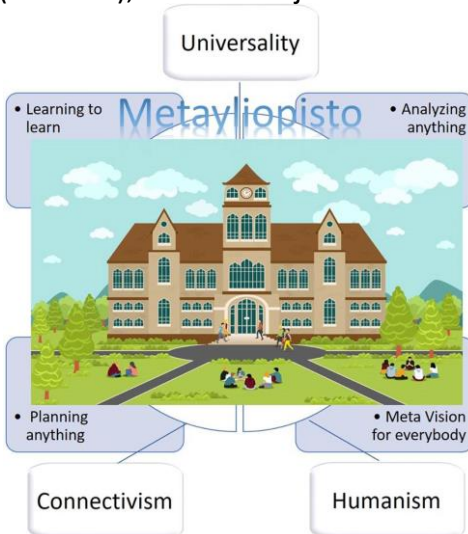 Universality
• Learning to
learn
Metayliopisto
• Analyzing
anything
• Planning
anything
• Meta Vision
for everybody
Connectivism
Humanism